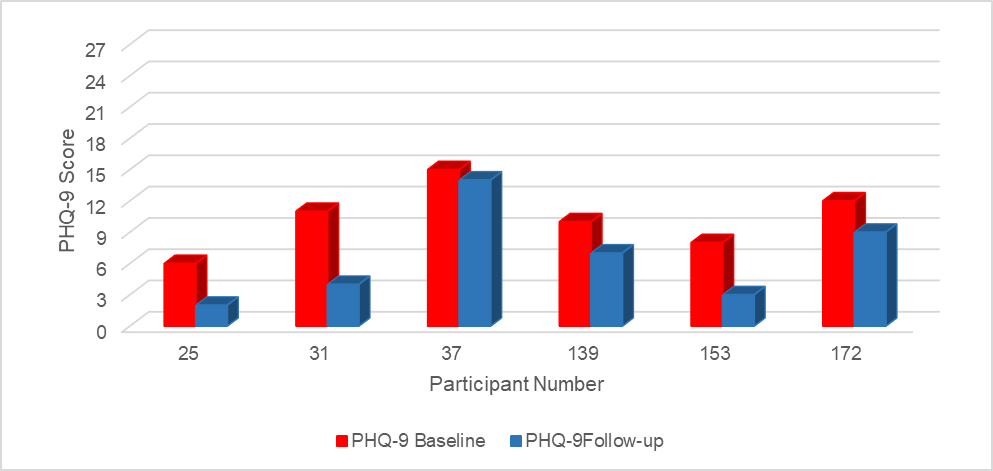 27
24
21
18
15
12
9
6
3
0
PHQ-9 Score
25 31 37 139 153 172
Participant Number
PHQ-9 Baseline PHQ-9Follow-up